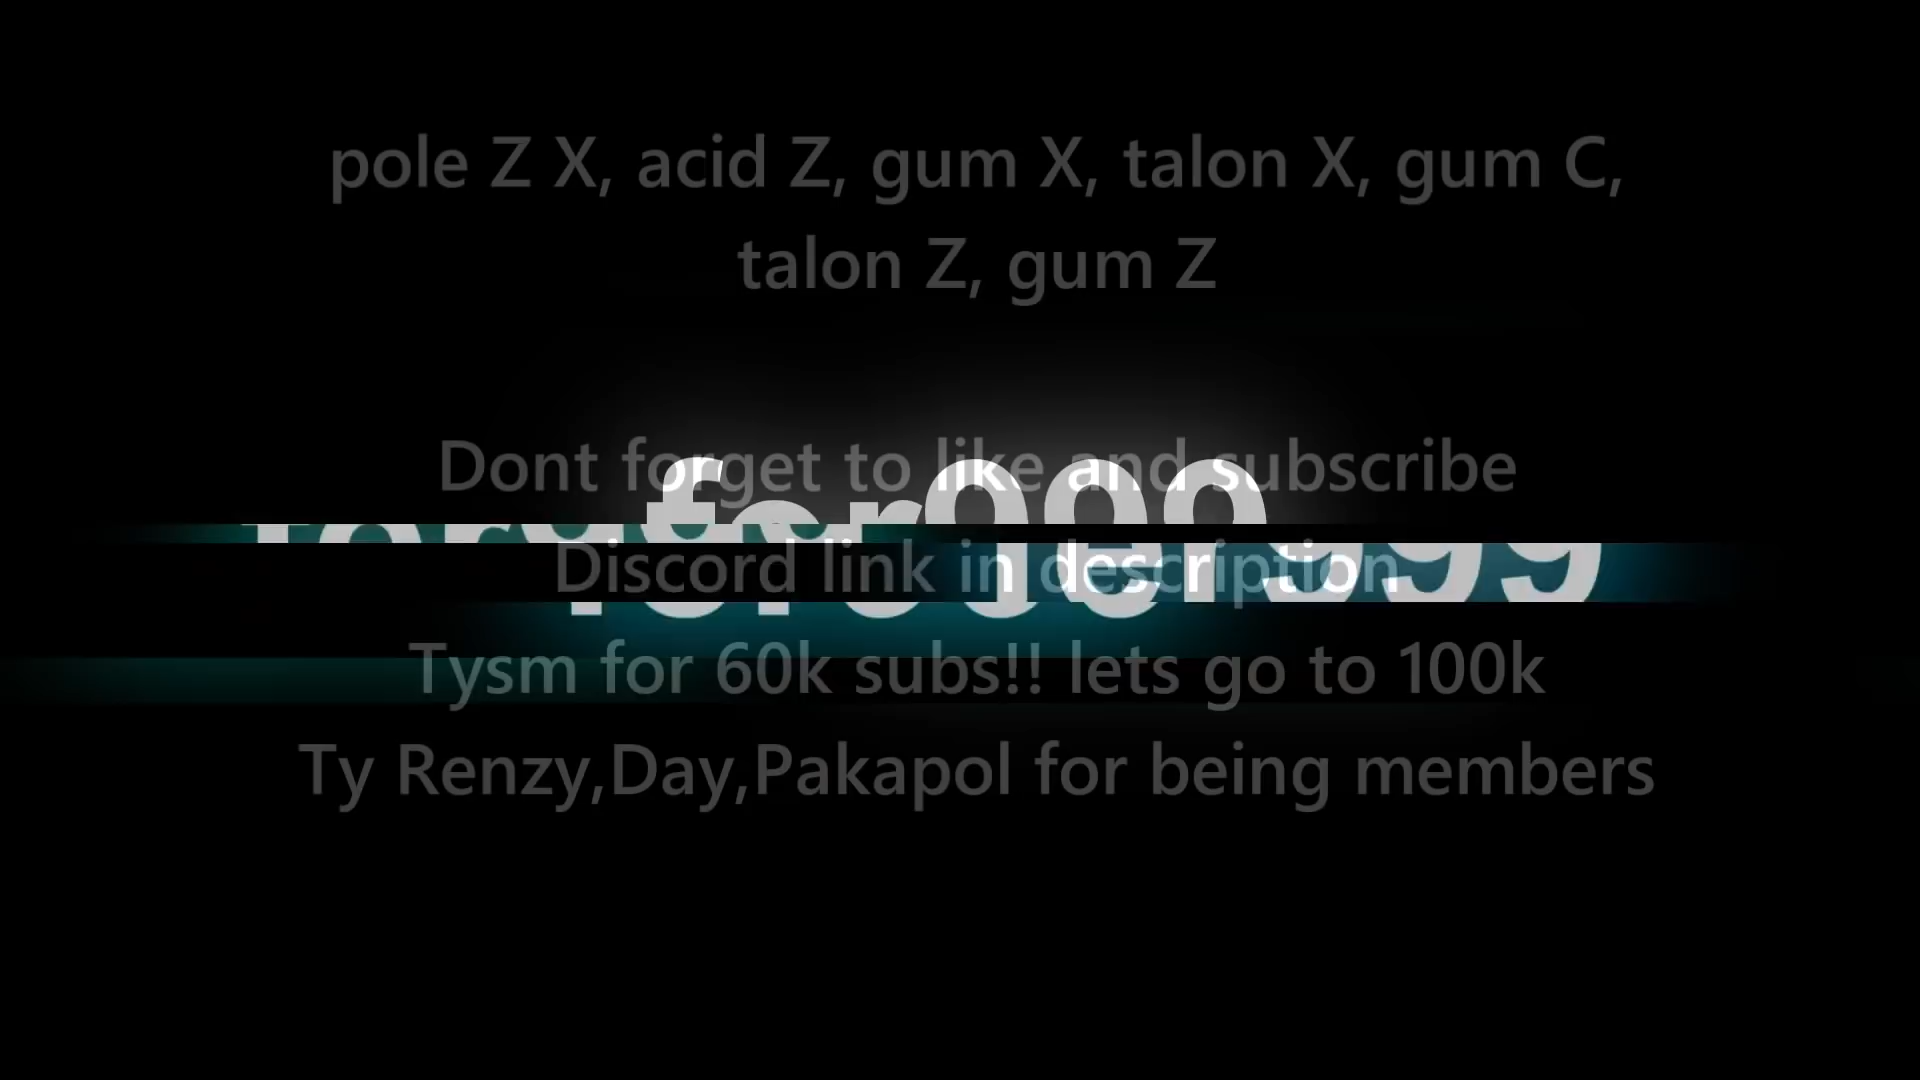 pole Z X, acid Z, gum X, talon X, gum C,
talon Z, gum Z
Dont forget to like and subscribe
Discord link in description
Tysm for 60k subs!! lets go to 100k
Ty Renzy,Day,Pakapol for being members